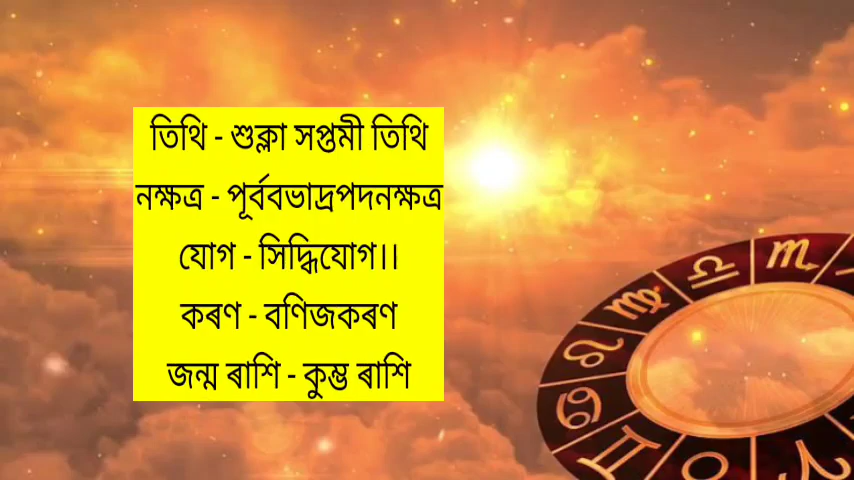 তিথি - শুক্লা সপ্তমী তিথি
নক্ষত্ৰ - পূৰ্ববভাদ্ৰপদনক্ষত্ৰ
যোগ - সিদ্ধিযোগ।।
কৰণ - বণিজকৰণ
জন্ম ৰাশি - কুম্ভ ৰাশি